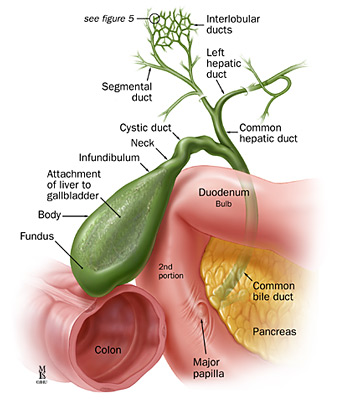 see figure 5
Interlobular
ducts
Left
hepatic
duct
Segmental
duct
Cystic duct
Common
hepatic duct
Neck
Infundibulum
Attachment
of liver to
gallbladder
Duodenum
Bulb
Body
Fundus
2nd
portion
Common
bile duct
Pancreas
Colon
Major
papilla
©JHU